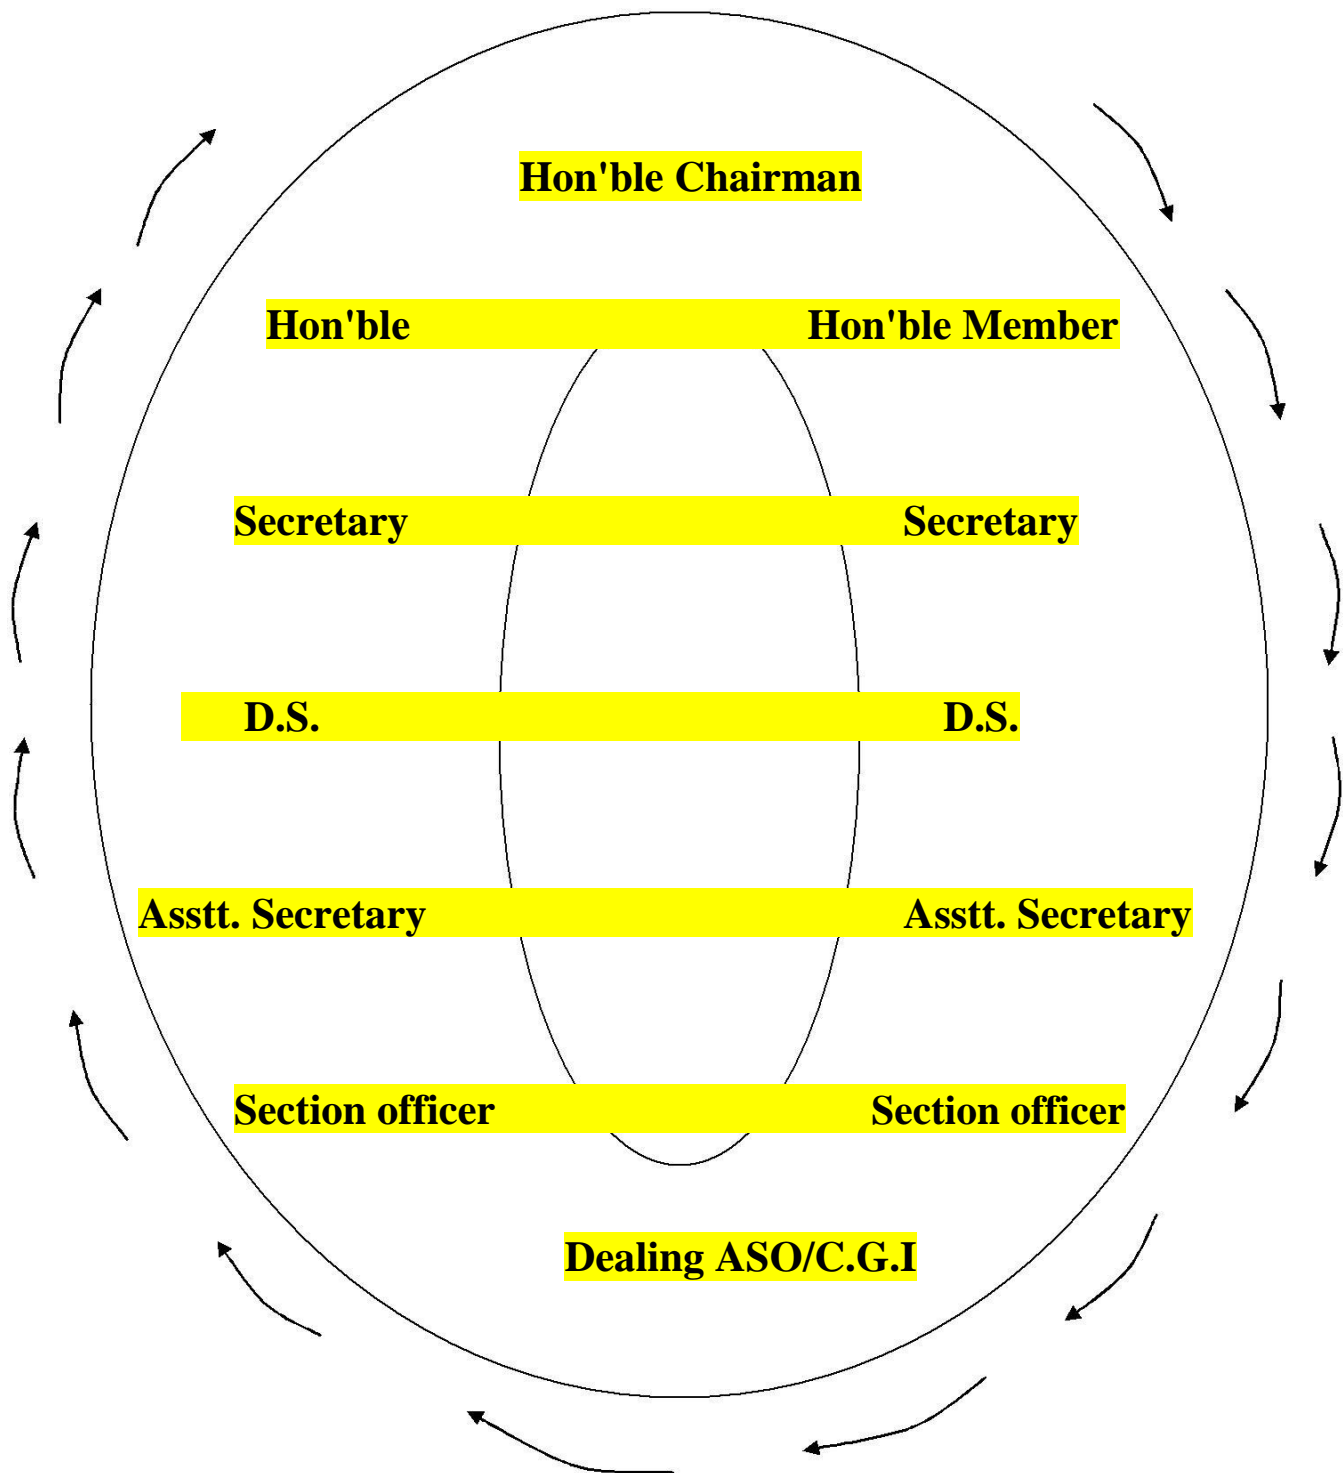 Hon'ble Chairman
Hon'ble Hon'ble Member
Secretary Secretary
D.S. D.S.
Asstt. Secretary Asstt. Secretary
Section officer Section officer
Dealing ASO/C.G.I